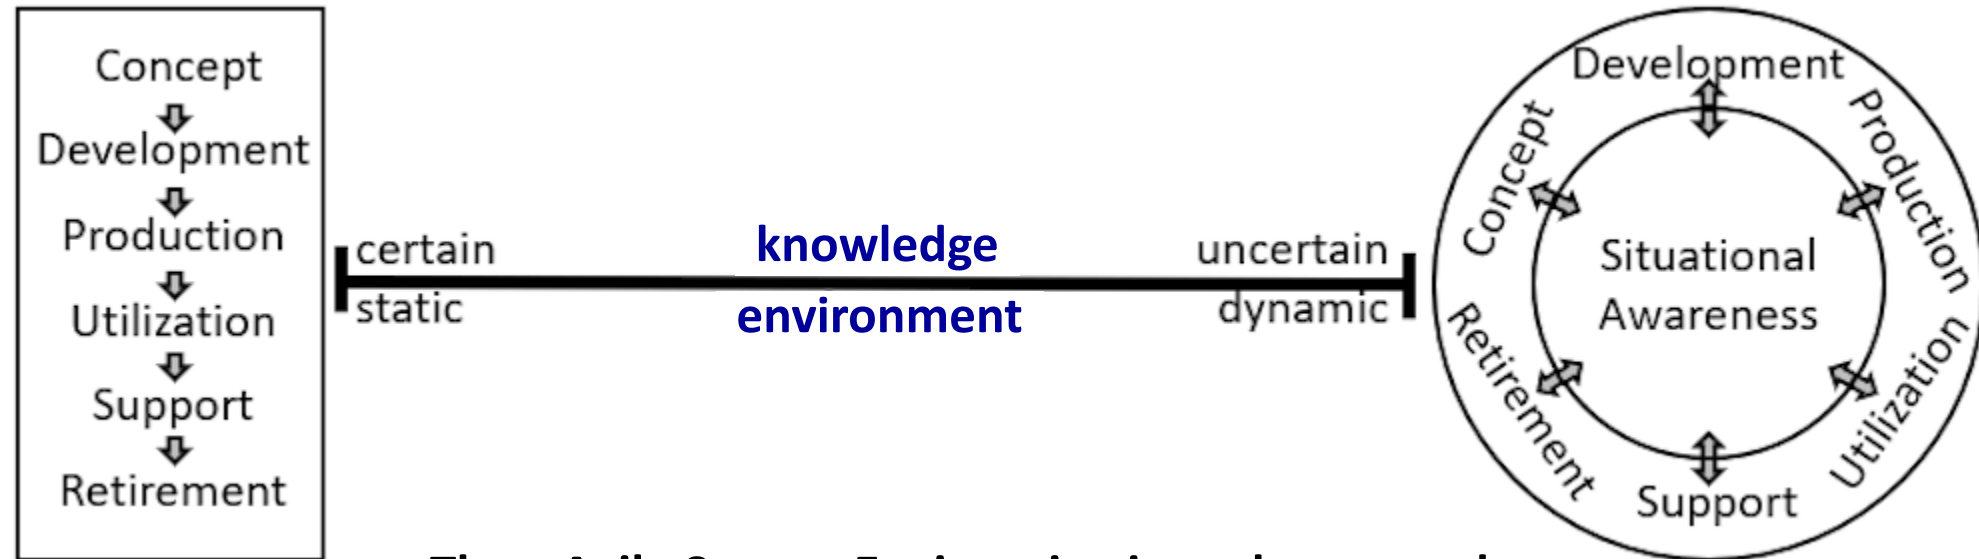 Concept
Development
Production
Utilization
Support
Retirement
certain
static
knowledge
environment
uncertain
dynamic
Development
Production
Utilization
Support
Retirement
Concept
Situational
Awareness